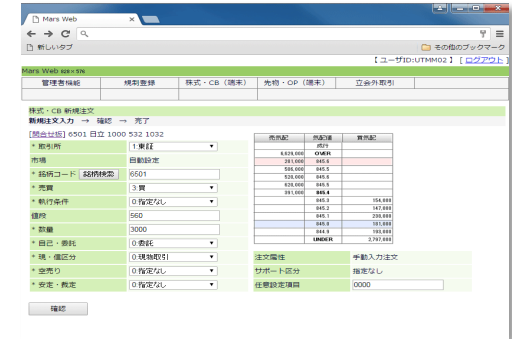 Mars Web
新しいタブ
その他のブックマーク
【 ユーザID:UTMM02 】 [ ログアウト ]
Mars Web 828×576
管理者機能 規制登録 株式・CB（端末） 先物・OP（端末） 立会外取引
株式・CB 新規注文
新規注文入力 → 確認 → 完了
[問合せ板] 6501 日立 1000 532 1032
* 取引所 1:東証
市場 自動設定
* 銘柄コード 銘柄検索 6501
* 売買 3:買
* 執行条件 0:指定なし
値段 560
* 数量 3000
* 自己・委託 0:委託
* 現・信区分 0:現物取引
* 空売り 0:指定なし
* 安定・裁定 0:指定なし
売気配 気配値 買気配
成行
6,629,000 OVER
201,000 845.6
506,000 845.5
520,000 845.6
620,000 845.5
391,000 845.4
845.3 154,000
845.2 147,000
845.1 200,000
845.0 161,000
844.9 193,000
UNDER 2,797,000
注文属性 手動入力注文
サポート区分 指定なし
任意設定項目 0000
確認